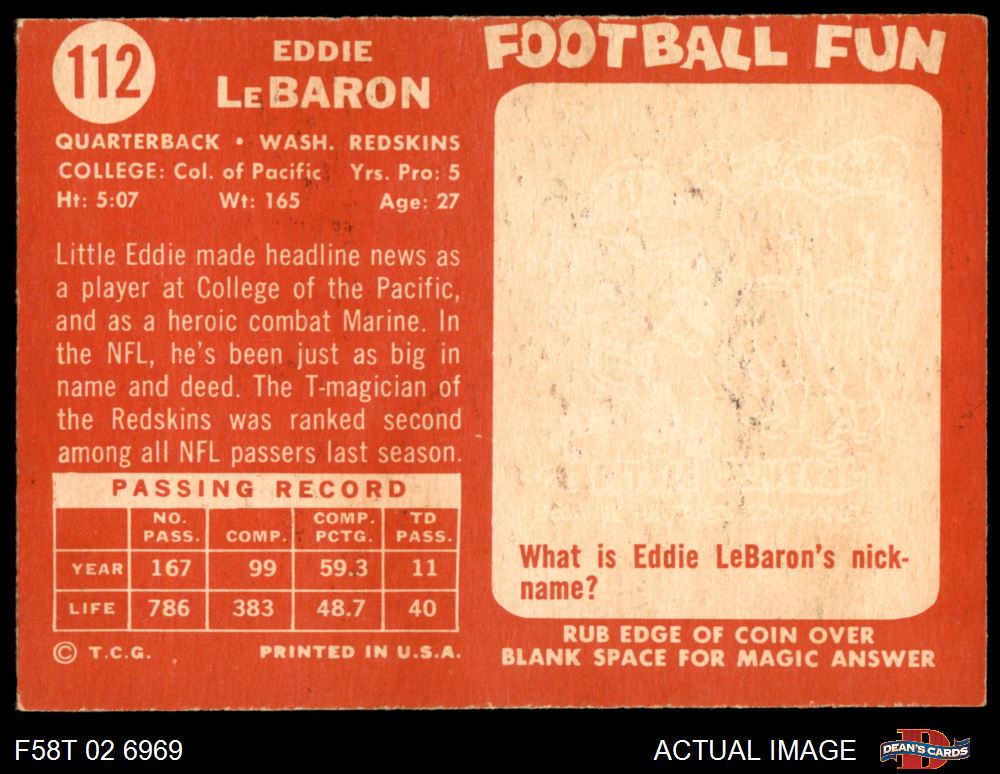 112
EDDIE
LeBARON
QUARTERBACK • WASH. REDSKINS
COLLEGE: Col. of Pacific Yrs. Pro: 5
Ht: 5:07 Wt: 165 Age: 27
Little Eddie made headline news as
a player at College of the Pacific,
and as a heroic combat Marine. In
the NFL, he's been just as big in
name and deed. The T-magician of
the Redskins was ranked second
among all NFL passers last season.
PASSING RECORD
NO. PASS. COMP. COMP. PCTG. TD PASS.
YEAR 167 99 59.3 11
LIFE 786 383 48.7 40
© T.C.G. PRINTED IN U.S.A.
FOOTBALL FUN
What is Eddie LeBaron's nick-
name?
RUB EDGE OF COIN OVER
BLANK SPACE FOR MAGIC ANSWER
F58T 02 6969
ACTUAL IMAGE
DEAN'S CARDS